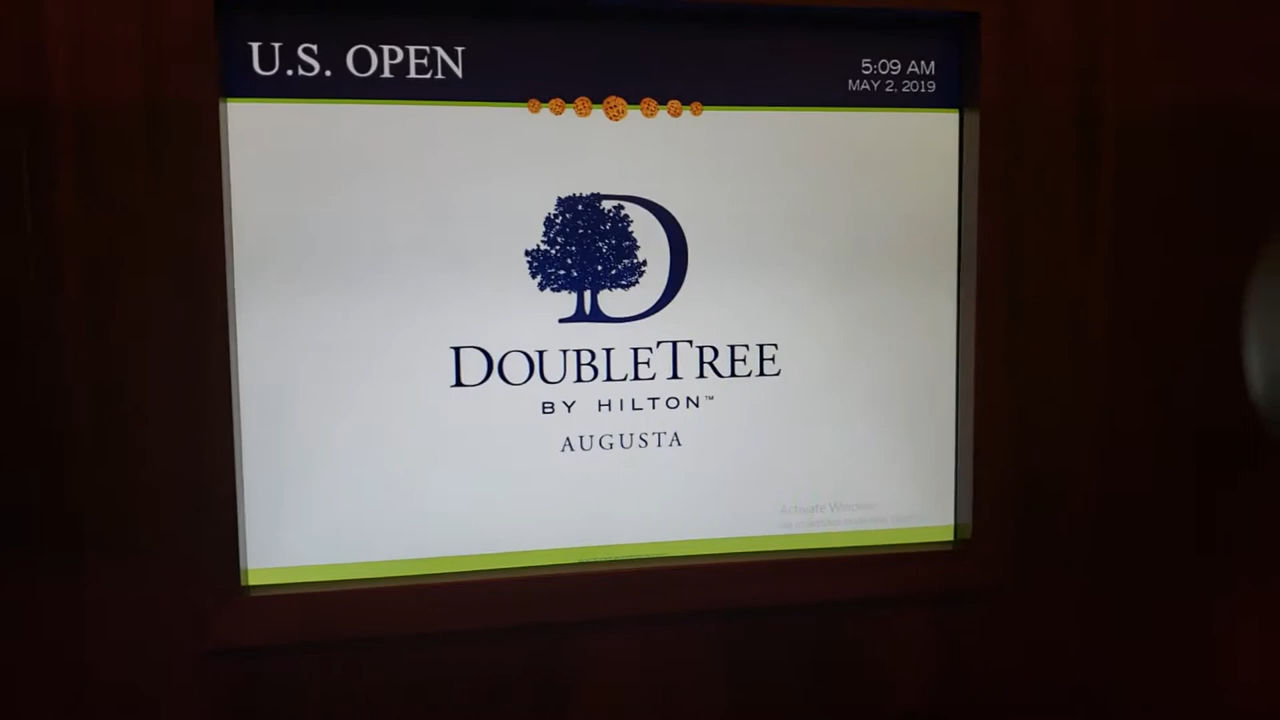 U.S. OPEN
5:09 AM
MAY 2, 2019
DOUBLETREE
BY HILTON™
AUGUSTA
Activate Windows